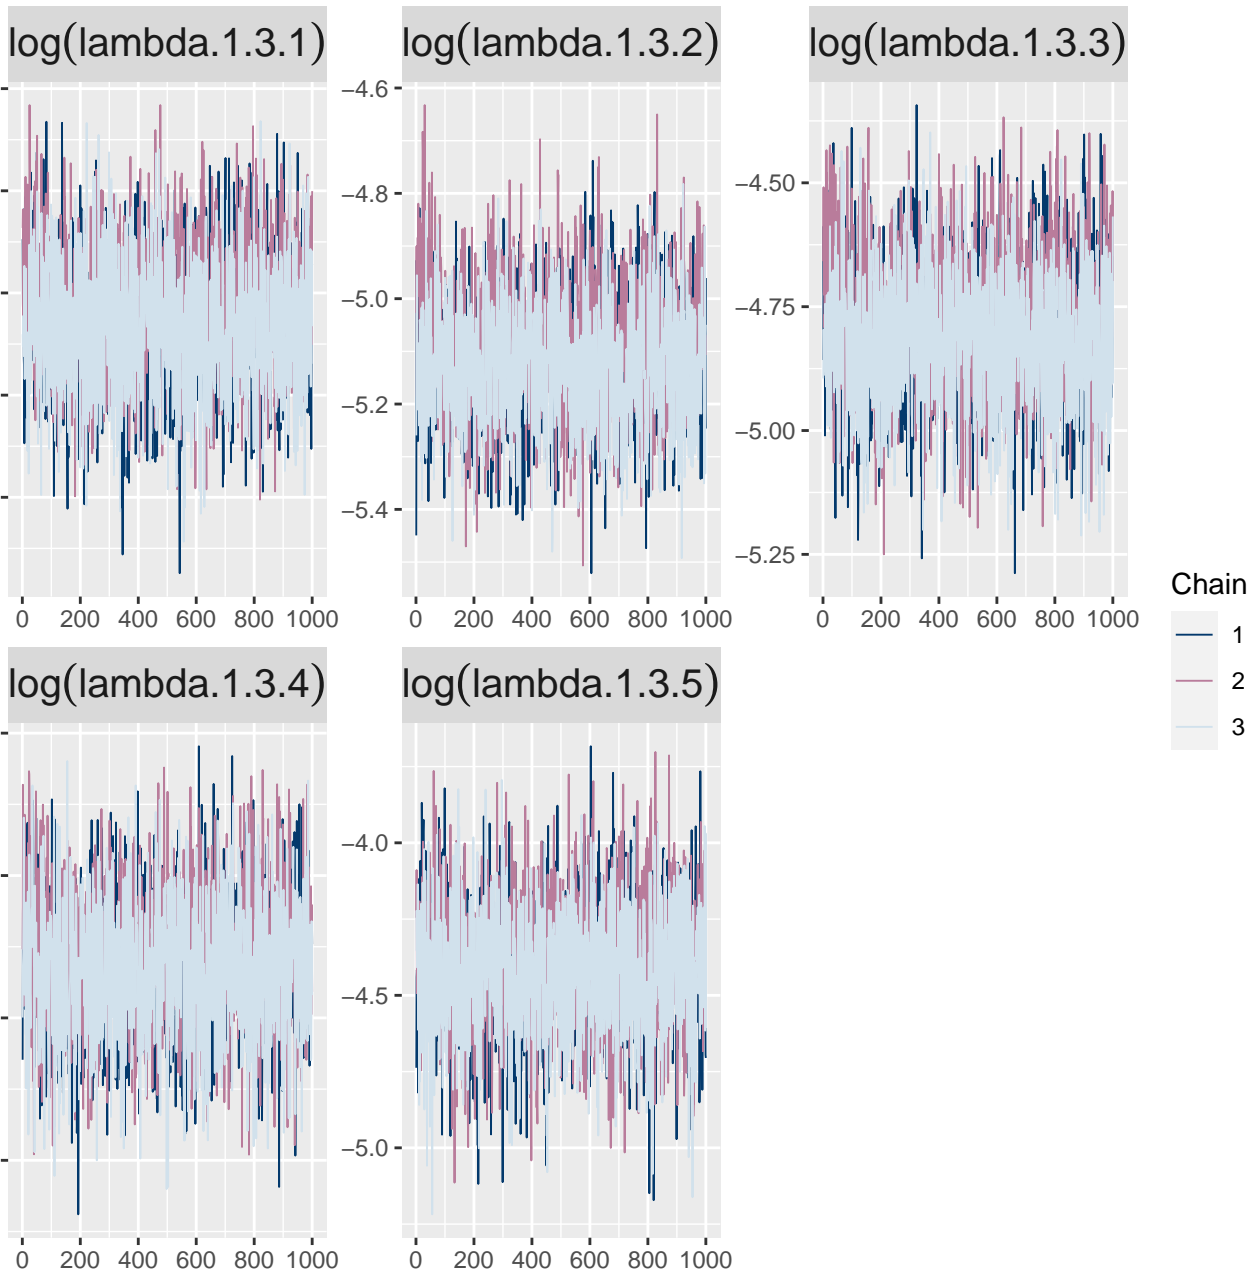 log(lambda.1.3.1)
log(lambda.1.3.2)
log(lambda.1.3.3)
−4.6
−4.8
−5.0
−5.2
−5.4
−4.50
−4.75
−5.00
−5.25
0 200 400 600 800 1000
0 200 400 600 800 1000
0 200 400 600 800 1000
log(lambda.1.3.4)
log(lambda.1.3.5)
−4.0
−4.5
−5.0
0 200 400 600 800 1000
0 200 400 600 800 1000
Chain
1
2
3